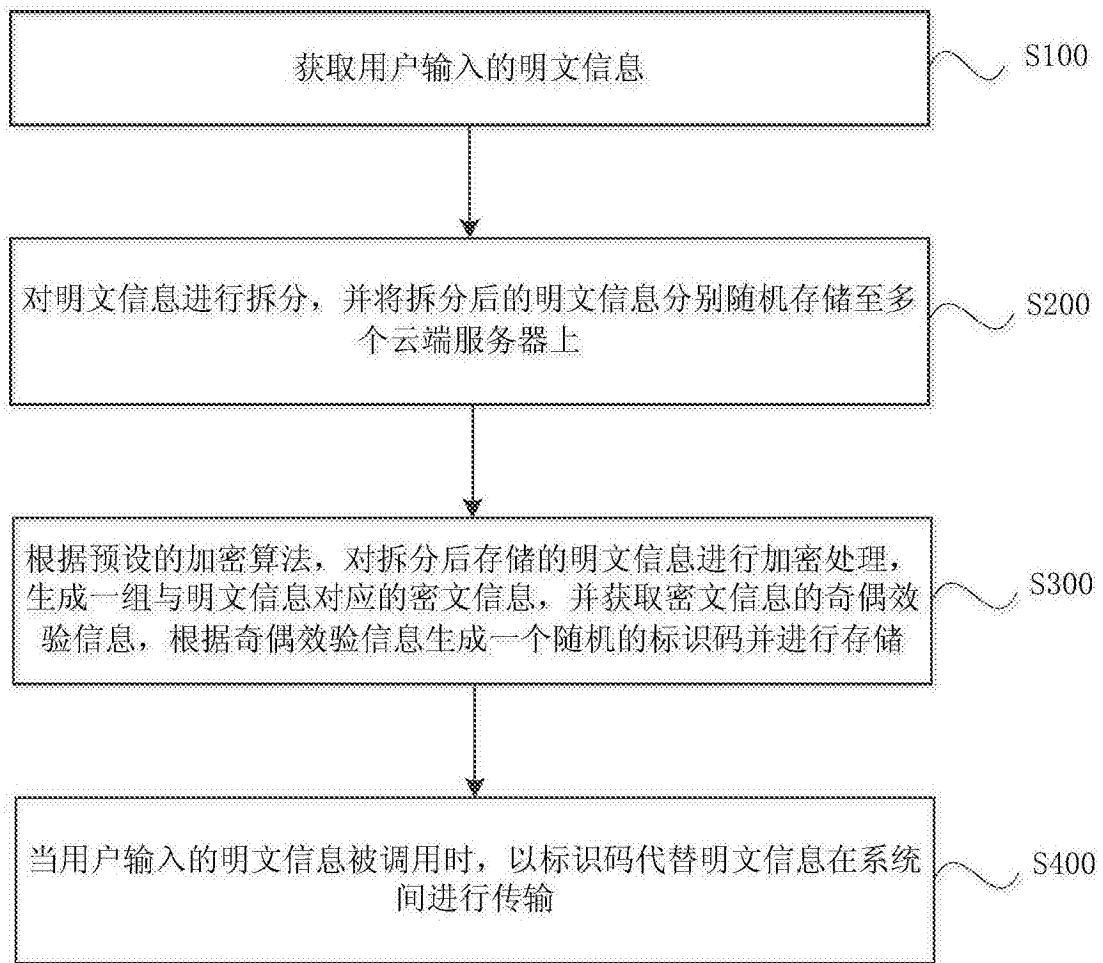 获取用户输入的明文信息
S100
对明文信息进行拆分，并将拆分后的明文信息分别随机存储至多
个云端服务器上
S200
根据预设的加密算法，对拆分后存储的明文信息进行加密处理，
生成一组与明文信息对应的密文信息，并获取密文信息的奇偶效
验信息，根据奇偶效验信息生成一个随机的标识码并进行存储
S300
当用户输入的明文信息被调用时，以标识码代替明文信息在系统
间进行传输
S400